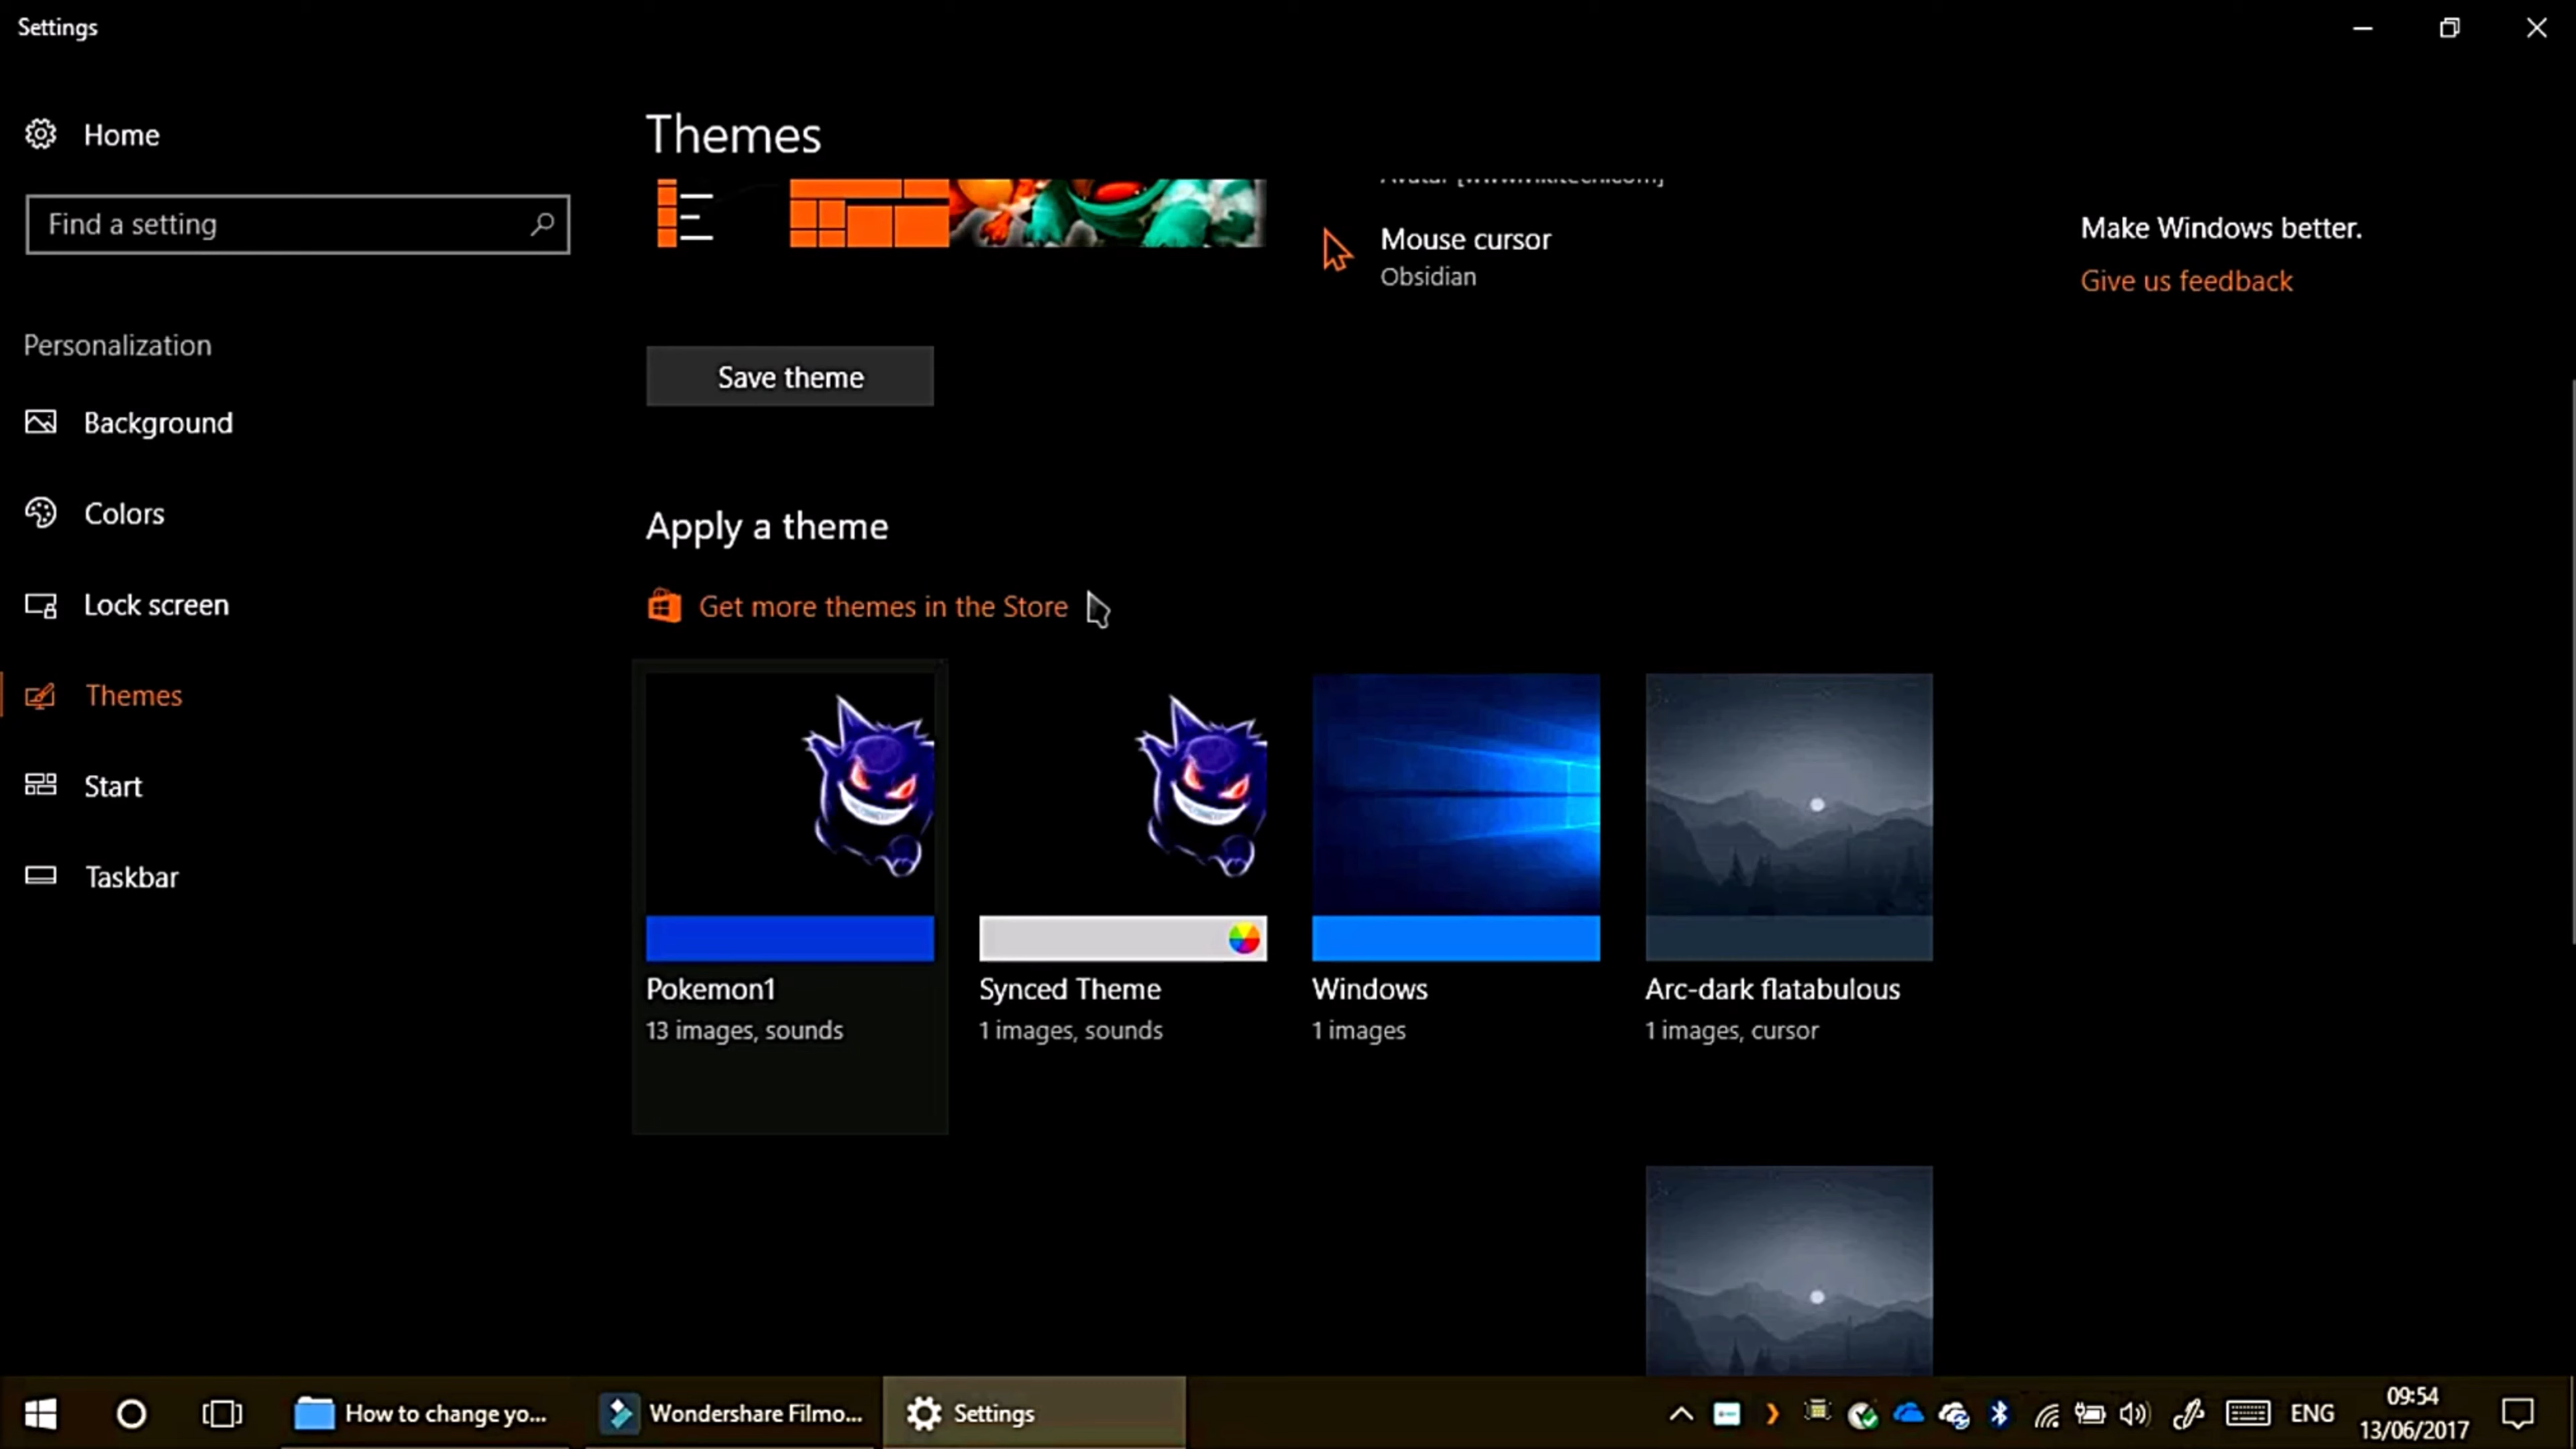 Settings
Home
Find a setting
Personalization
Background
Colors
Lock screen
Themes
Start
Taskbar
Themes
Mouse cursor
Obsidian
Save theme
Make Windows better.
Give us feedback
Apply a theme
Get more themes in the Store
Pokemon1
13 images, sounds
Synced Theme
1 images, sounds
Windows
1 images
Arc-dark flatabulous
1 images, cursor
How to change yo...
Wondershare Filmo...
Settings
ENG
09:54
13/06/2017